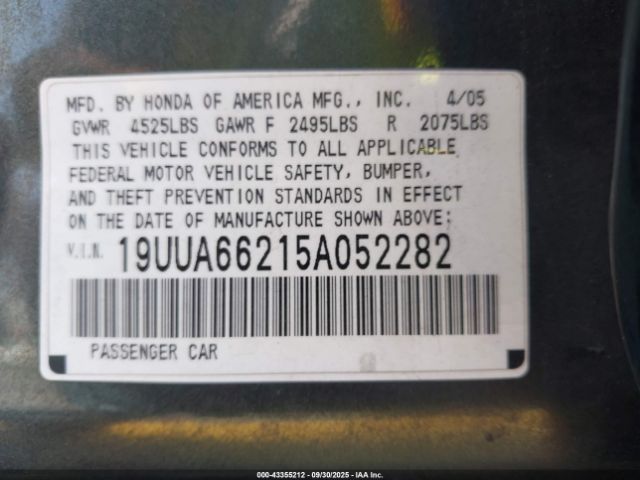 MFD. BY HONDA OF AMERICA MFG., INC. 4/05
GVWR 4525LBS GAWR F 2495LBS R 2075LBS
THIS VEHICLE CONFORMS TO ALL APPLICABLE
FEDERAL MOTOR VEHICLE SAFETY, BUMPER,
AND THEFT PREVENTION STANDARDS IN EFFECT
ON THE DATE OF MANUFACTURE SHOWN ABOVE:
V.I.N. 19UUA66215A052282
PASSENGER CAR
000-43355212 - 09/30/2025 - IAA Inc.